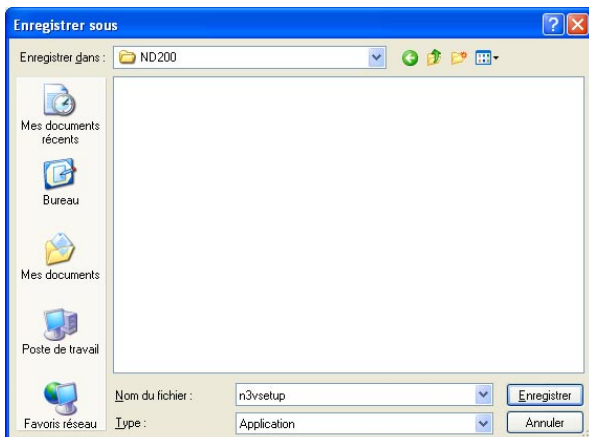 Enregistrer sous
Enregistrer dans :
ND200
Mes documents
récents
Bureau
Mes documents
Poste de travail
Favoris réseau
Nom du fichier :
n3vsetup
Enregistrer
Type :
Application
Annuler